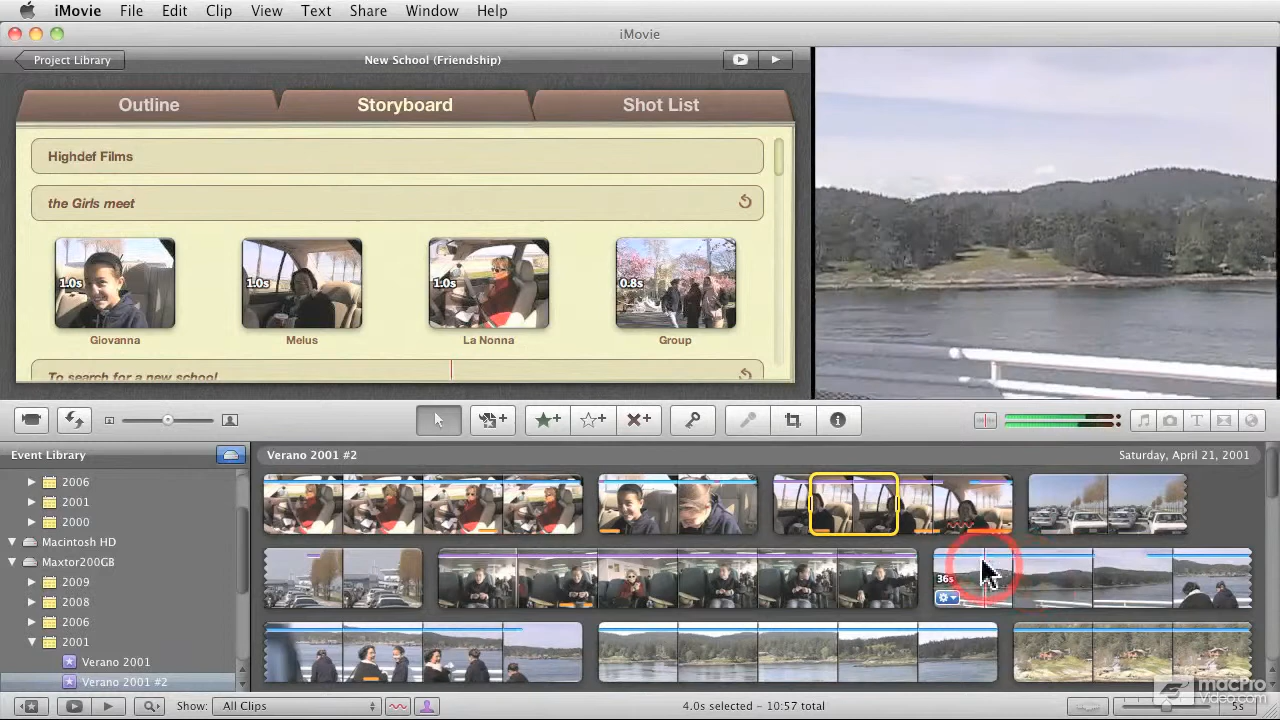 iMovie File Edit Clip View Text Share Window Help
iMovie
Project Library
New School (Friendship)
Outline
Storyboard
Shot List
Highdef Films
the Girls meet
1.0s
1.0s
1.0s
0.8s
Giovanna
Melus
La Nonna
Group
To search for a new school
Event Library
Verano 2001 #2
Saturday, April 21, 2001
2006
2001
2000
Macintosh HD
Maxtor200GB
2009
2008
2006
2001
Verano 2001
Verano 2001 #2
36s
Show: All Clips
4.0s selected - 10:57 total
5s
macProVideo.com